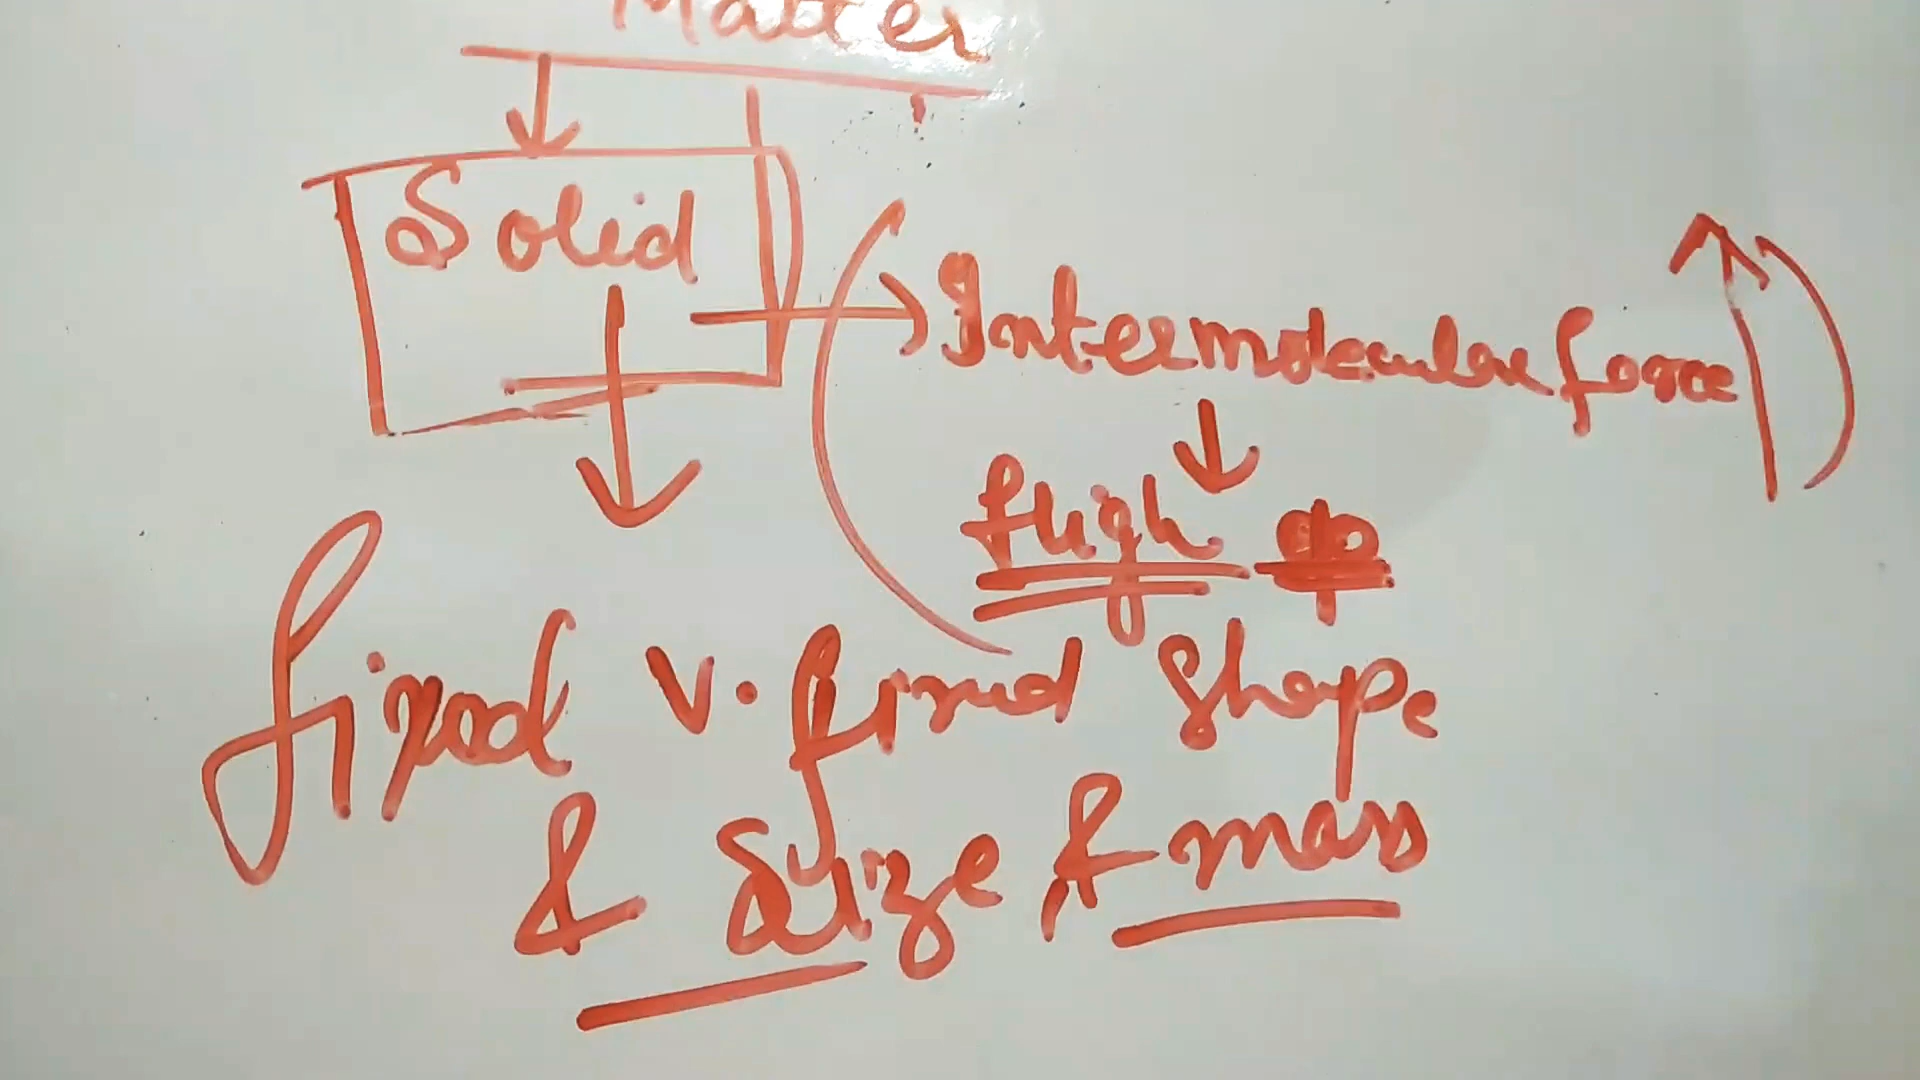 Matter
Solid
Intermolecular force
High
fixed V. fixed shape
& Size & mass